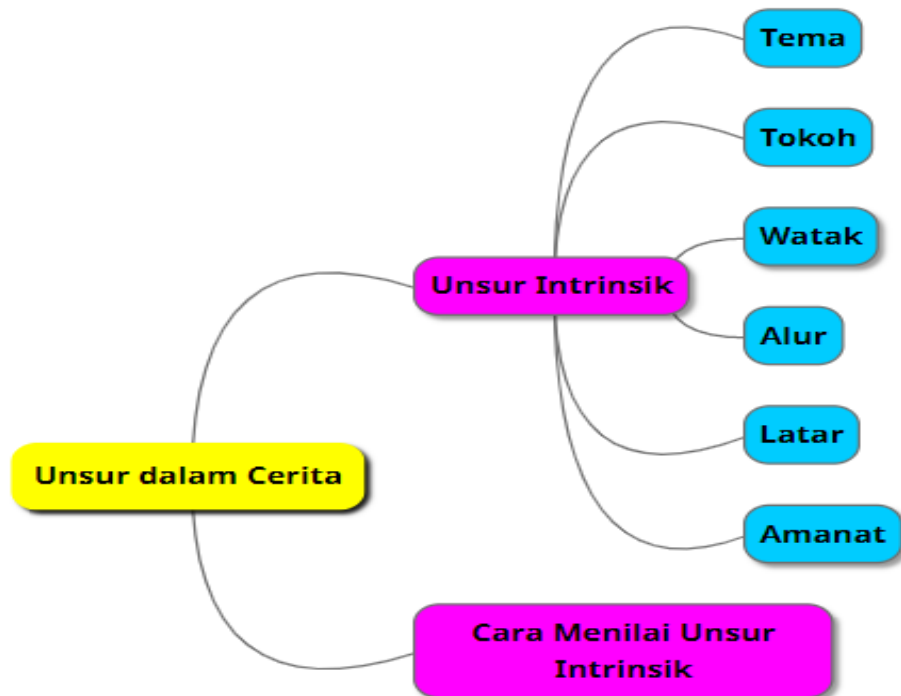 Tema
Tokoh
Watak
Unsur Intrinsik
Alur
Latar
Unsur dalam Cerita
Amanat
Cara Menilai Unsur
Intrinsik